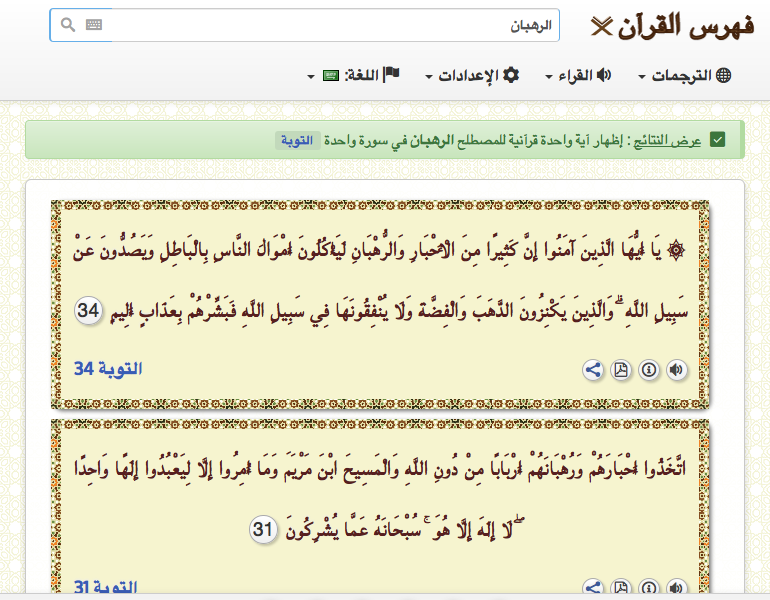 فهرس القرآن
الرهبان
الترجمات القراء الإعدادات اللغة:
عرض النتائج : إظهار آية واحدة قرآنية للمصطلح الرهبان في سورة واحدة التوبة
۞ يَا أَيُّهَا الَّذِينَ آمَنُوا إِنَّ كَثِيرًا مِنَ الْأَحْبَارِ وَالرُّهْبَانِ لَيَأْكُلُونَ أَمْوَالَ النَّاسِ بِالْبَاطِلِ وَيَصُدُّونَ عَنْ
سَبِيلِ اللَّهِ ۗ وَالَّذِينَ يَكْنِزُونَ الذَّهَبَ وَالْفِضَّةَ وَلَا يُنْفِقُونَهَا فِي سَبِيلِ اللَّهِ فَبَشِّرْهُمْ بِعَذَابٍ أَلِيمٍ 34
التوبة 34
اتَّخَذُوا أَحْبَارَهُمْ وَرُهْبَانَهُمْ أَرْبَابًا مِنْ دُونِ اللَّهِ وَالْمَسِيحَ ابْنَ مَرْيَمَ وَمَا أُمِرُوا إِلَّا لِيَعْبُدُوا إِلَٰهًا وَاحِدًا
ۖ لَا إِلَٰهَ إِلَّا هُوَ ۚ سُبْحَانَهُ عَمَّا يُشْرِكُونَ 31
التوبة 31